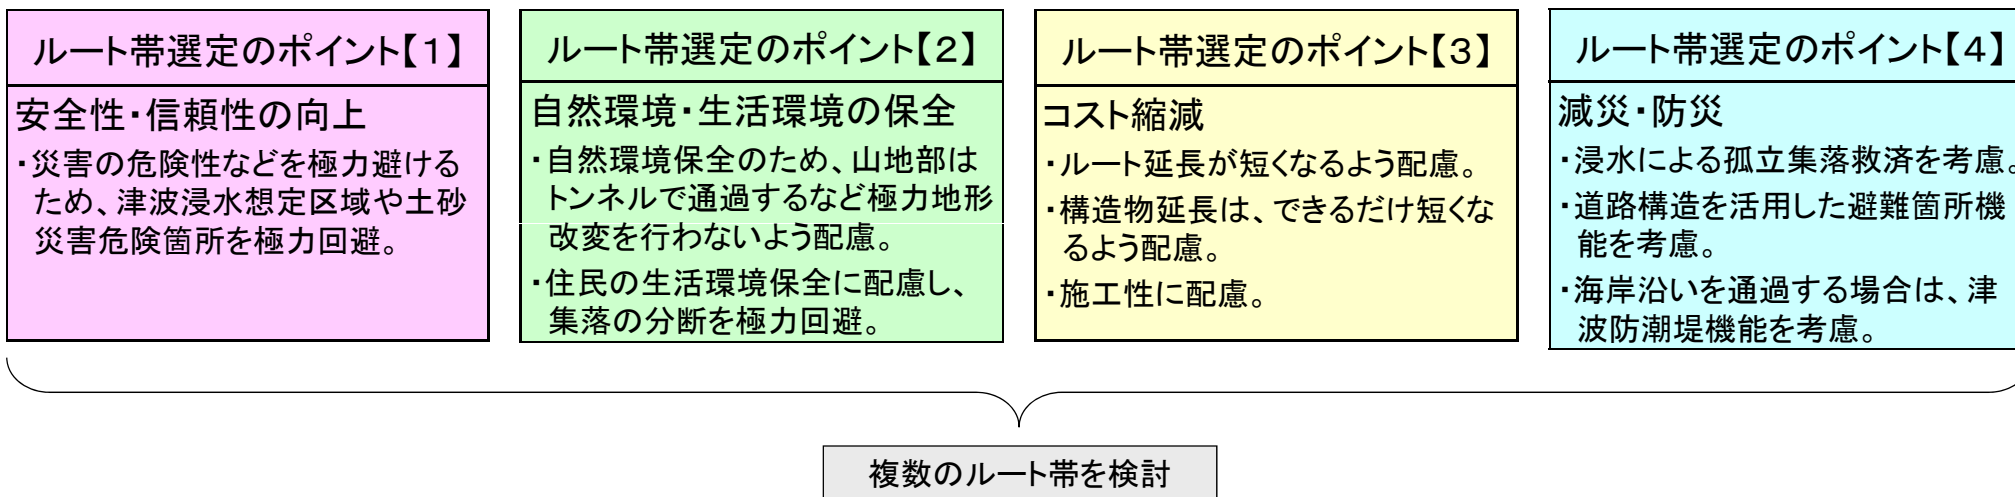 ルート帯選定のポイント【1】
安全性・信頼性の向上
・災害の危険性などを極力避ける
ため、津波浸水想定区域や土砂
災害危険箇所を極力回避。
ルート帯選定のポイント【2】
自然環境・生活環境の保全
・自然環境保全のため、山地部は
トンネルで通過するなど極力地形
改変を行わないよう配慮。
・住民の生活環境保全に配慮し、
集落の分断を極力回避。
ルート帯選定のポイント【3】
コスト縮減
・ルート延長が短くなるよう配慮。
・構造物延長は、できるだけ短くな
るよう配慮。
・施工性に配慮。
ルート帯選定のポイント【4】
減災・防災
・浸水による孤立集落救済を考慮。
・道路構造を活用した避難箇所機
能を考慮。
・海岸沿いを通過する場合は、津
波防潮堤機能を考慮。
複数のルート帯を検討